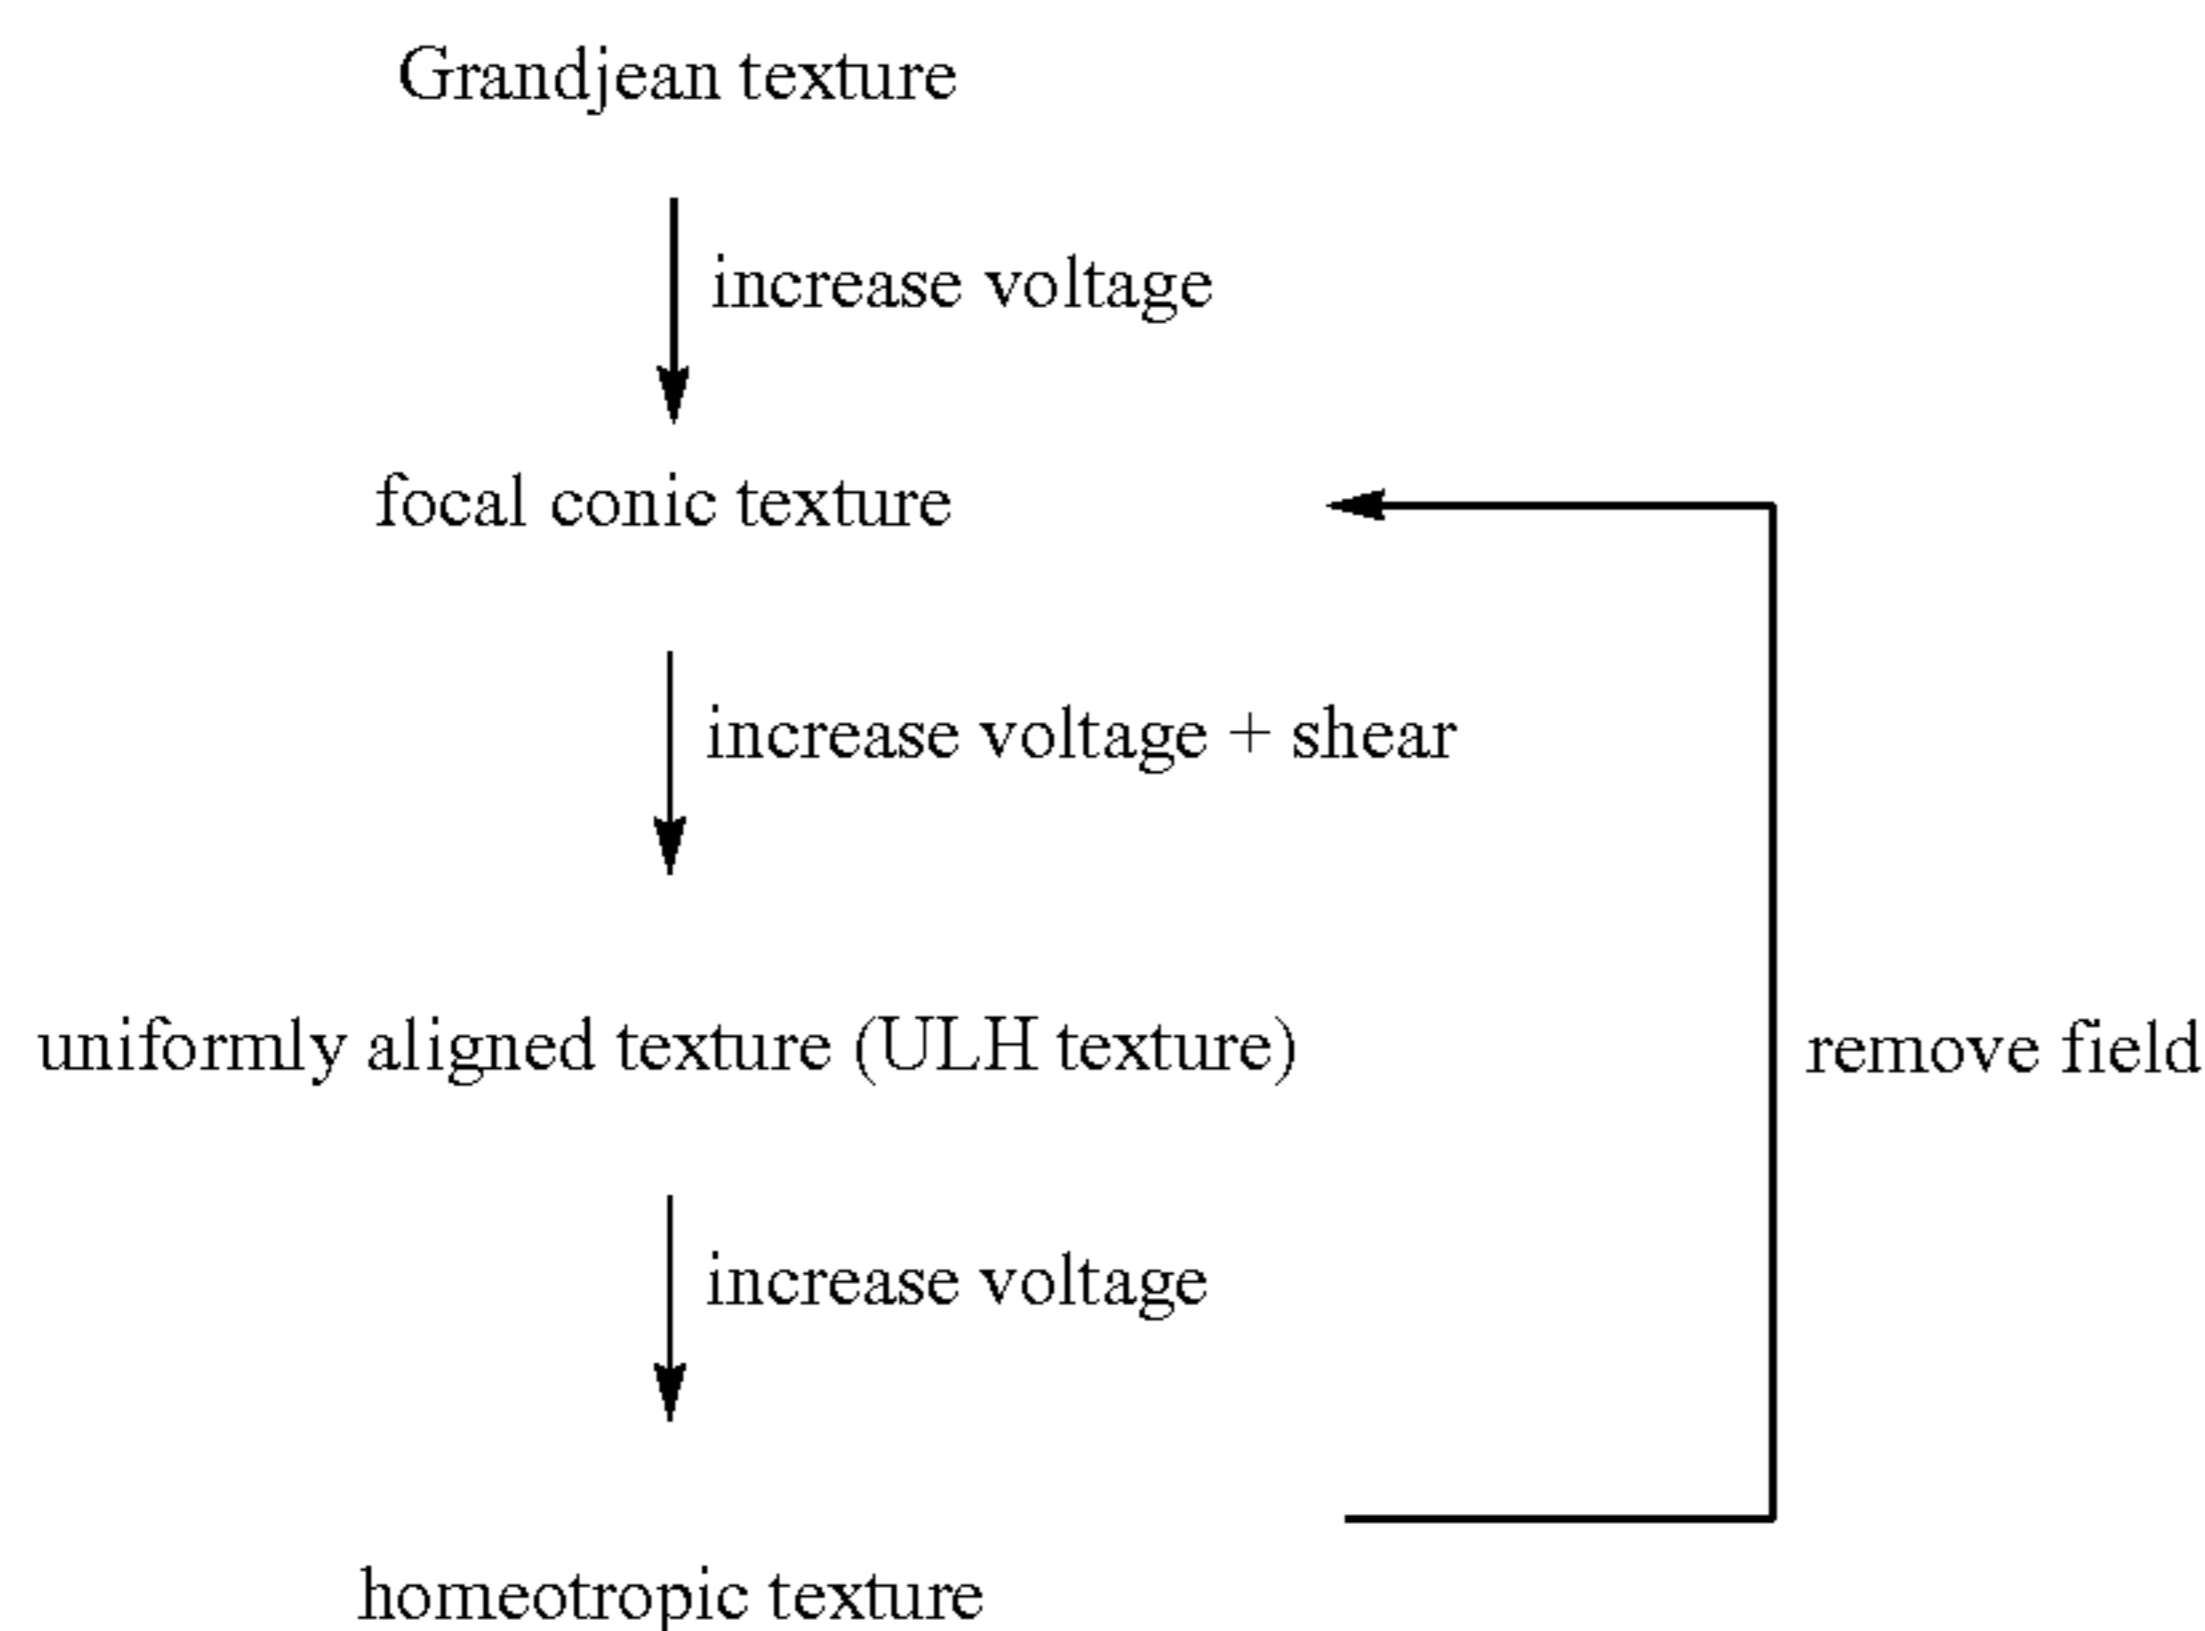 Grandjean texture
increase voltage
focal conic texture
increase voltage + shear
uniformly aligned texture (ULH texture)
remove field
increase voltage
homeotropic texture